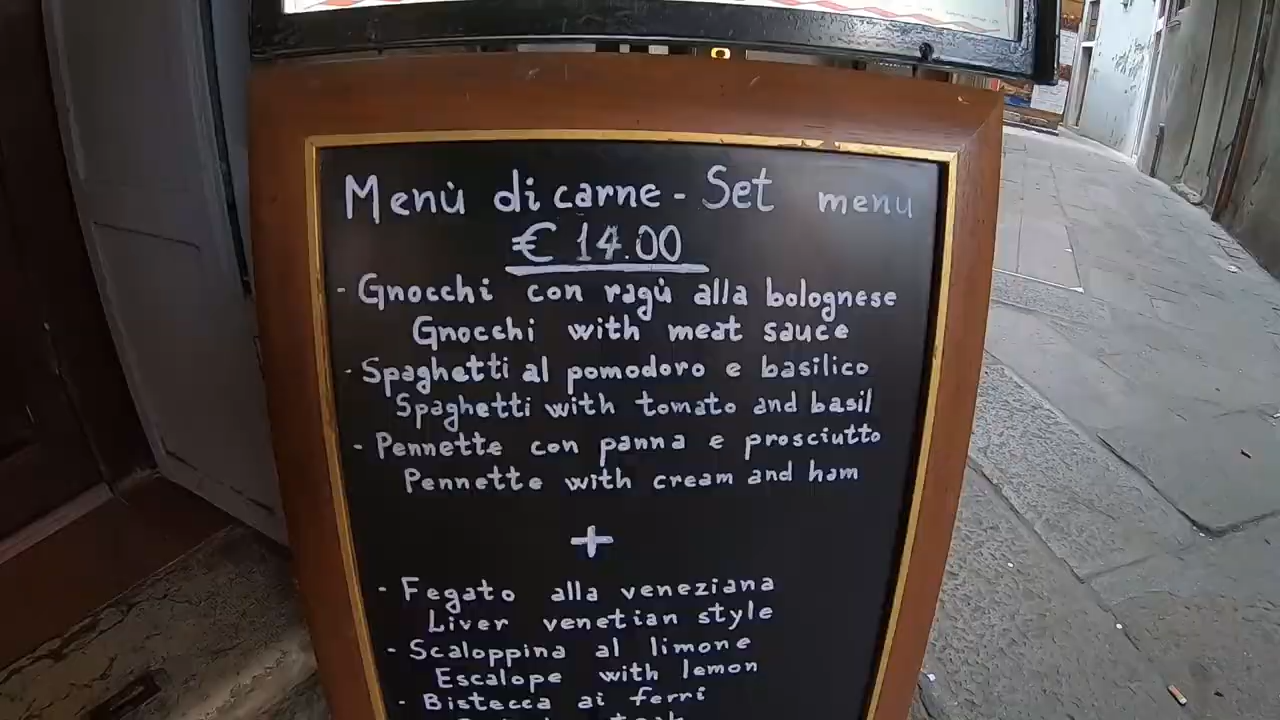 Menù di carne - Set menu
€ 14.00
- Gnocchi con ragù alla bolognese
Gnocchi with meat sauce
- Spaghetti al pomodoro e basilico
Spaghetti with tomato and basil
- Pennette con panna e prosciutto
Pennette with cream and ham
+
- Fegato alla veneziana
Liver venetian style
- Scaloppina al limone
Escalope with lemon
- Bistecca ai ferri